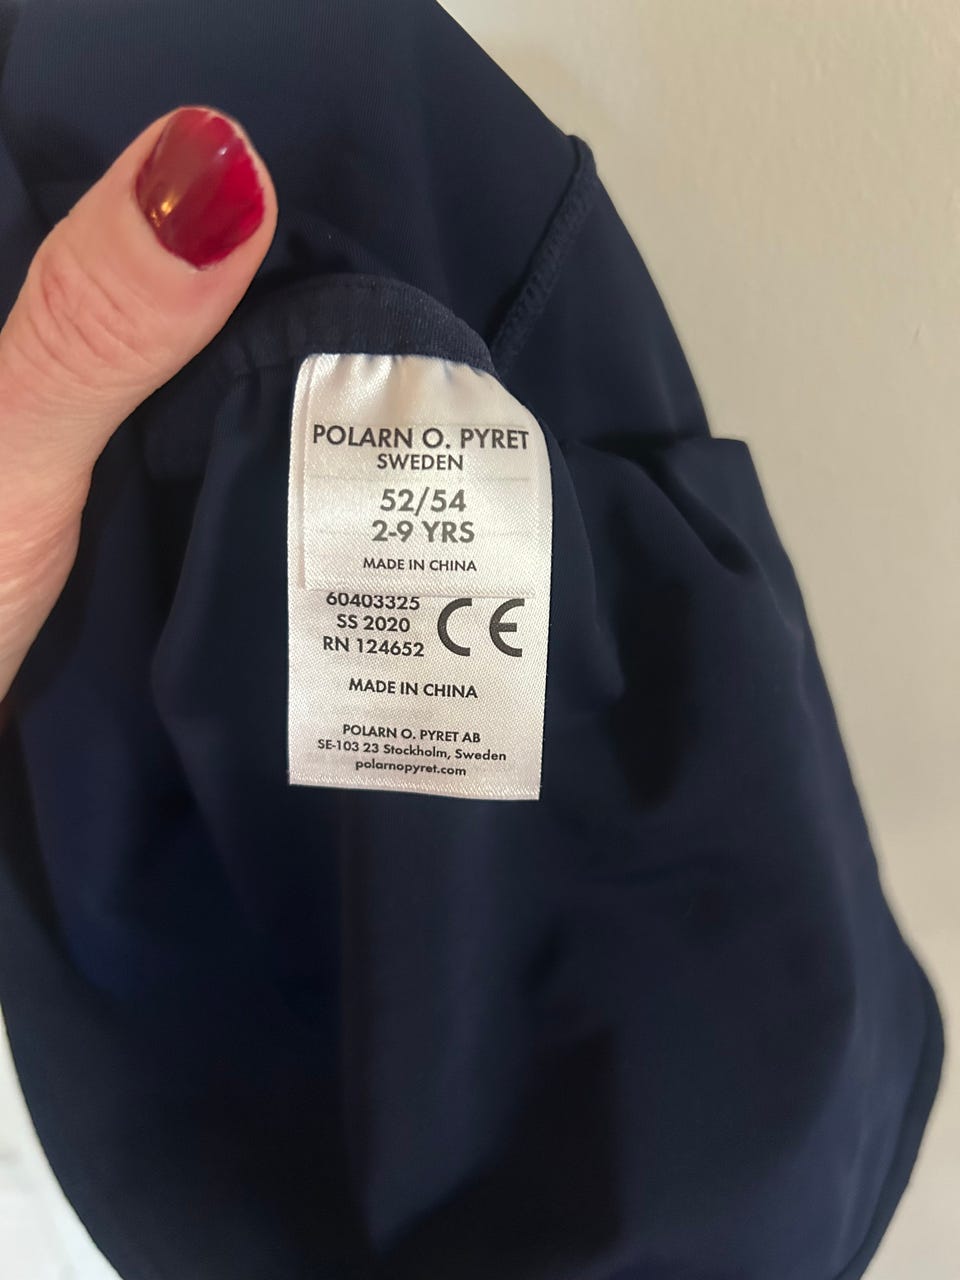 POLARN O. PYRET
SWEDEN
52/54
2-9 YRS
MADE IN CHINA
60403325
SS 2020
RN 124652
CE
MADE IN CHINA
POLARN O. PYRET AB
SE-103 23 Stockholm, Sweden
polarnopyret.com